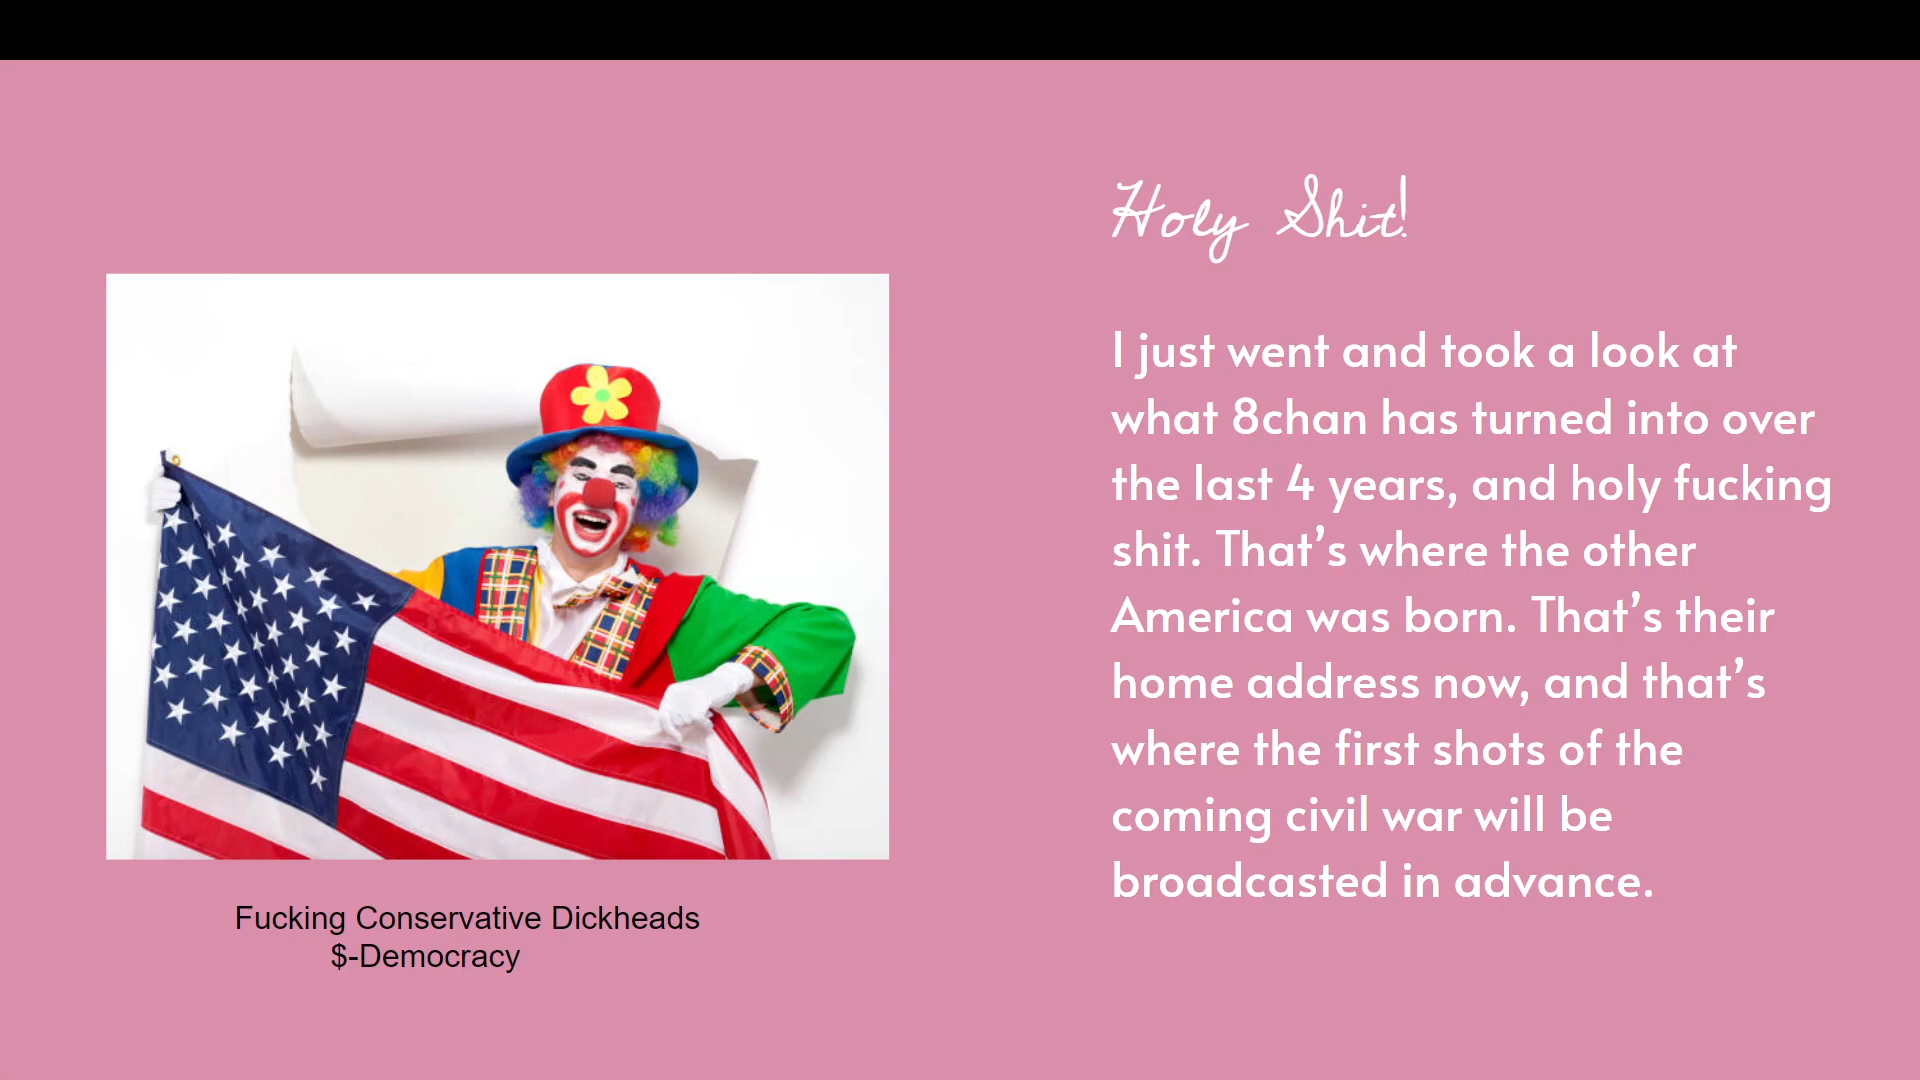 Holy Shit!
I just went and took a look at
what 8chan has turned into over
the last 4 years, and holy fucking
shit. That’s where the other
America was born. That’s their
home address now, and that’s
where the first shots of the
coming civil war will be
broadcasted in advance.
Fucking Conservative Dickheads
$-Democracy